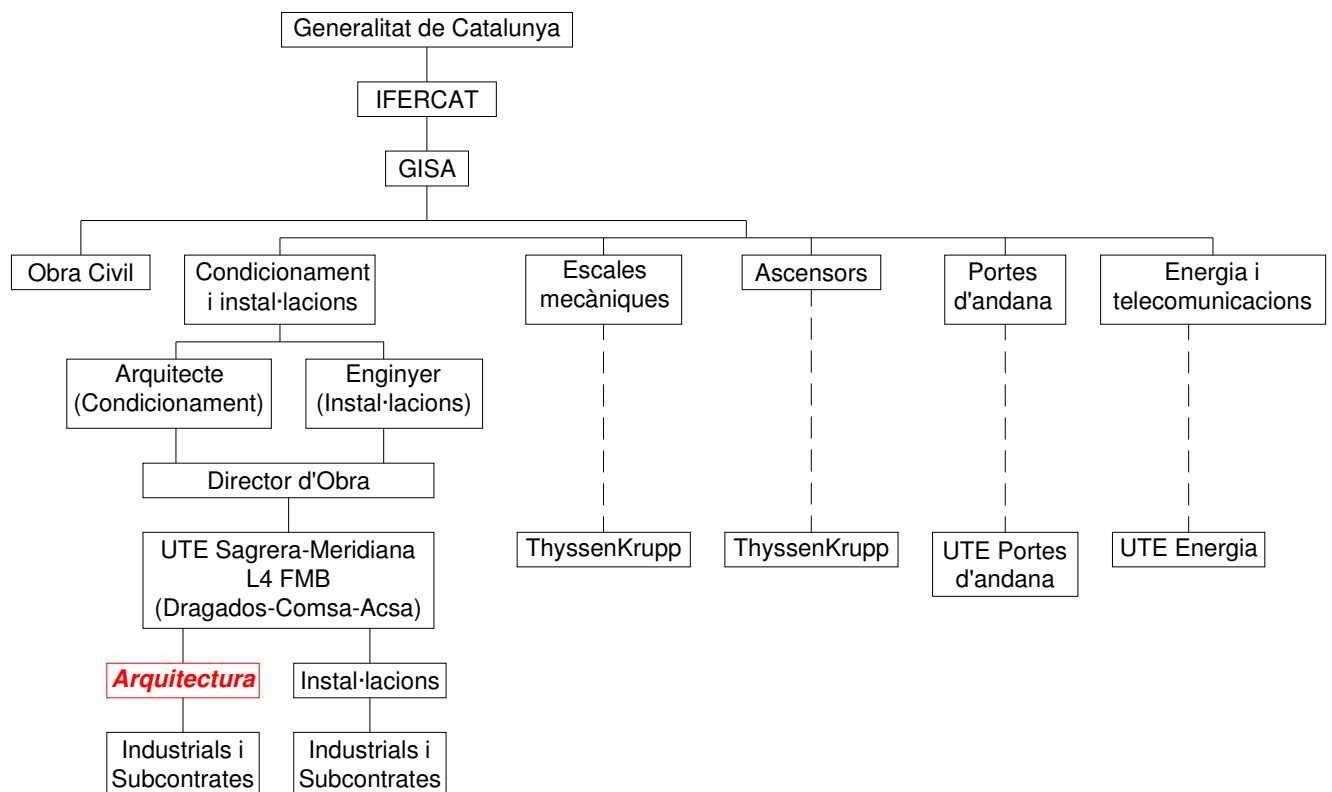 Generalitat de Catalunya
IFERCAT
GISA
Obra Civil
Condicionament
i instal·lacions
Escales
mecàniques
Ascensors
Portes
d'andana
Energia i
telecomunicacions
Arquitecte
(Condicionament)
Enginyer
(Instal·lacions)
Director d'Obra
UTE Sagrera-Meridiana
L4 FMB
(Dragados-Comsa-Acsa)
ThyssenKrupp
ThyssenKrupp
UTE Portes
d'andana
UTE Energia
Arquitectura
Instal·lacions
Industrials i
Subcontrates
Industrials i
Subcontrates